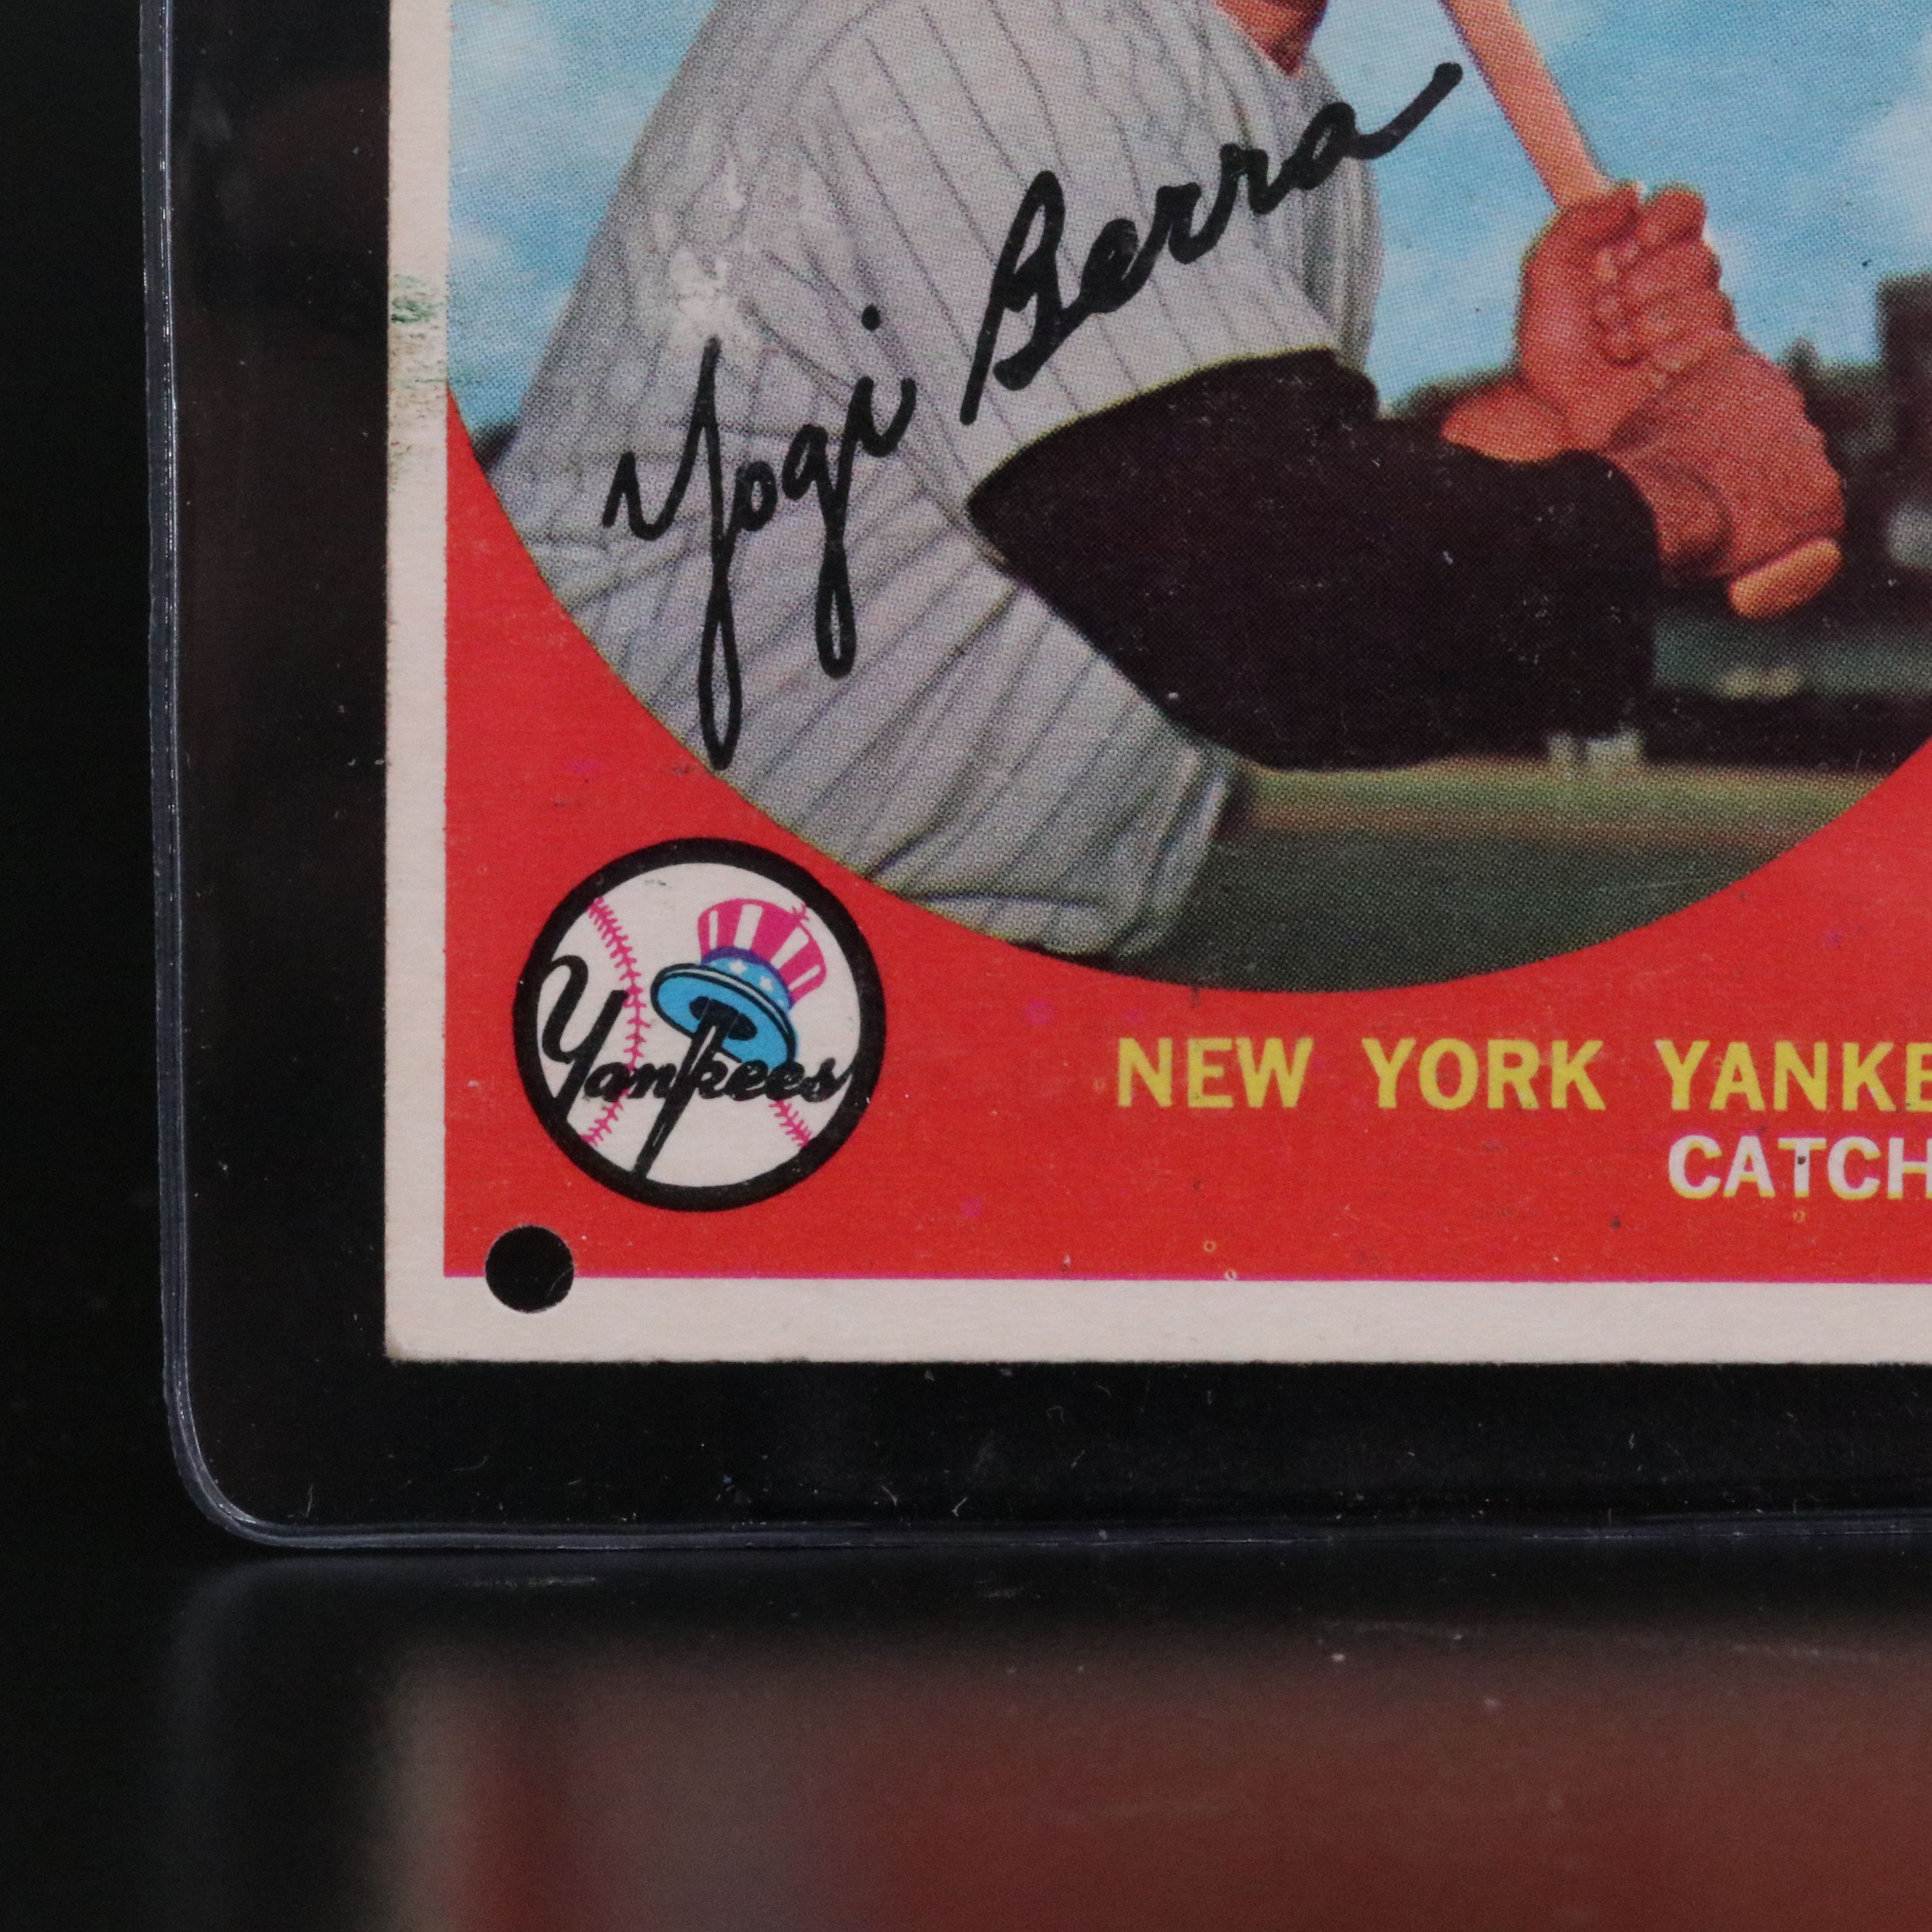 Yogi Berra
Yankees
NEW YORK YANKE
CATCH